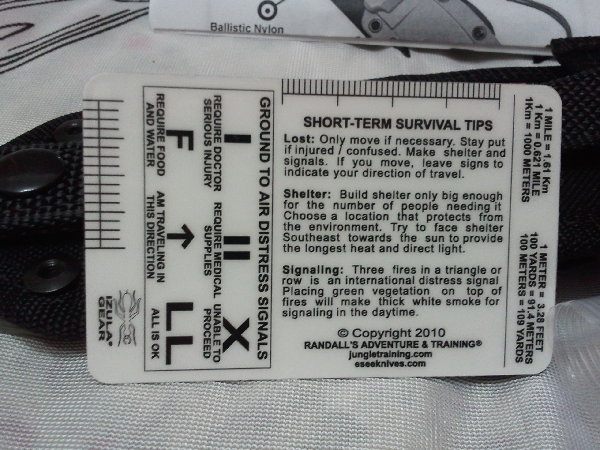 Ballistic Nylon
SHORT-TERM SURVIVAL TIPS
Lost: Only move if necessary. Stay put
if injured / confused. Make shelter and
signals. If you move, leave signs to
indicate your direction of travel.
Shelter: Build shelter only big enough
for the number of people needing it
Choose a location that protects from
the environment. Try to face shelter
Southeast towards the sun to provide
the longest heat and direct light.
Signaling: Three fires in a triangle or
row is an international distress signal
Placing green vegetation on top of
fires will make thick white smoke for
signaling in the daytime.
© Copyright 2010
RANDALL'S ADVENTURE & TRAINING®
jungletraining.com
eseeknives.com
1 MILE = 1.61 Km
1 Km = 0.621 MILE
1Km = 1000 METERS
1 METER = 3.28 FEET
100 YARDS = 91.4 METERS
100 METERS = 109 YARDS
GROUND TO AIR DISTRESS SIGNALS
I
REQUIRE DOCTOR
SERIOUS INJURY
II
REQUIRE MEDICAL
SUPPLIES
X
UNABLE TO
PROCEED
F
REQUIRE FOOD
AND WATER
↑
AM TRAVELING IN
THIS DIRECTION
LL
ALL IS OK
IZULA
GEAR